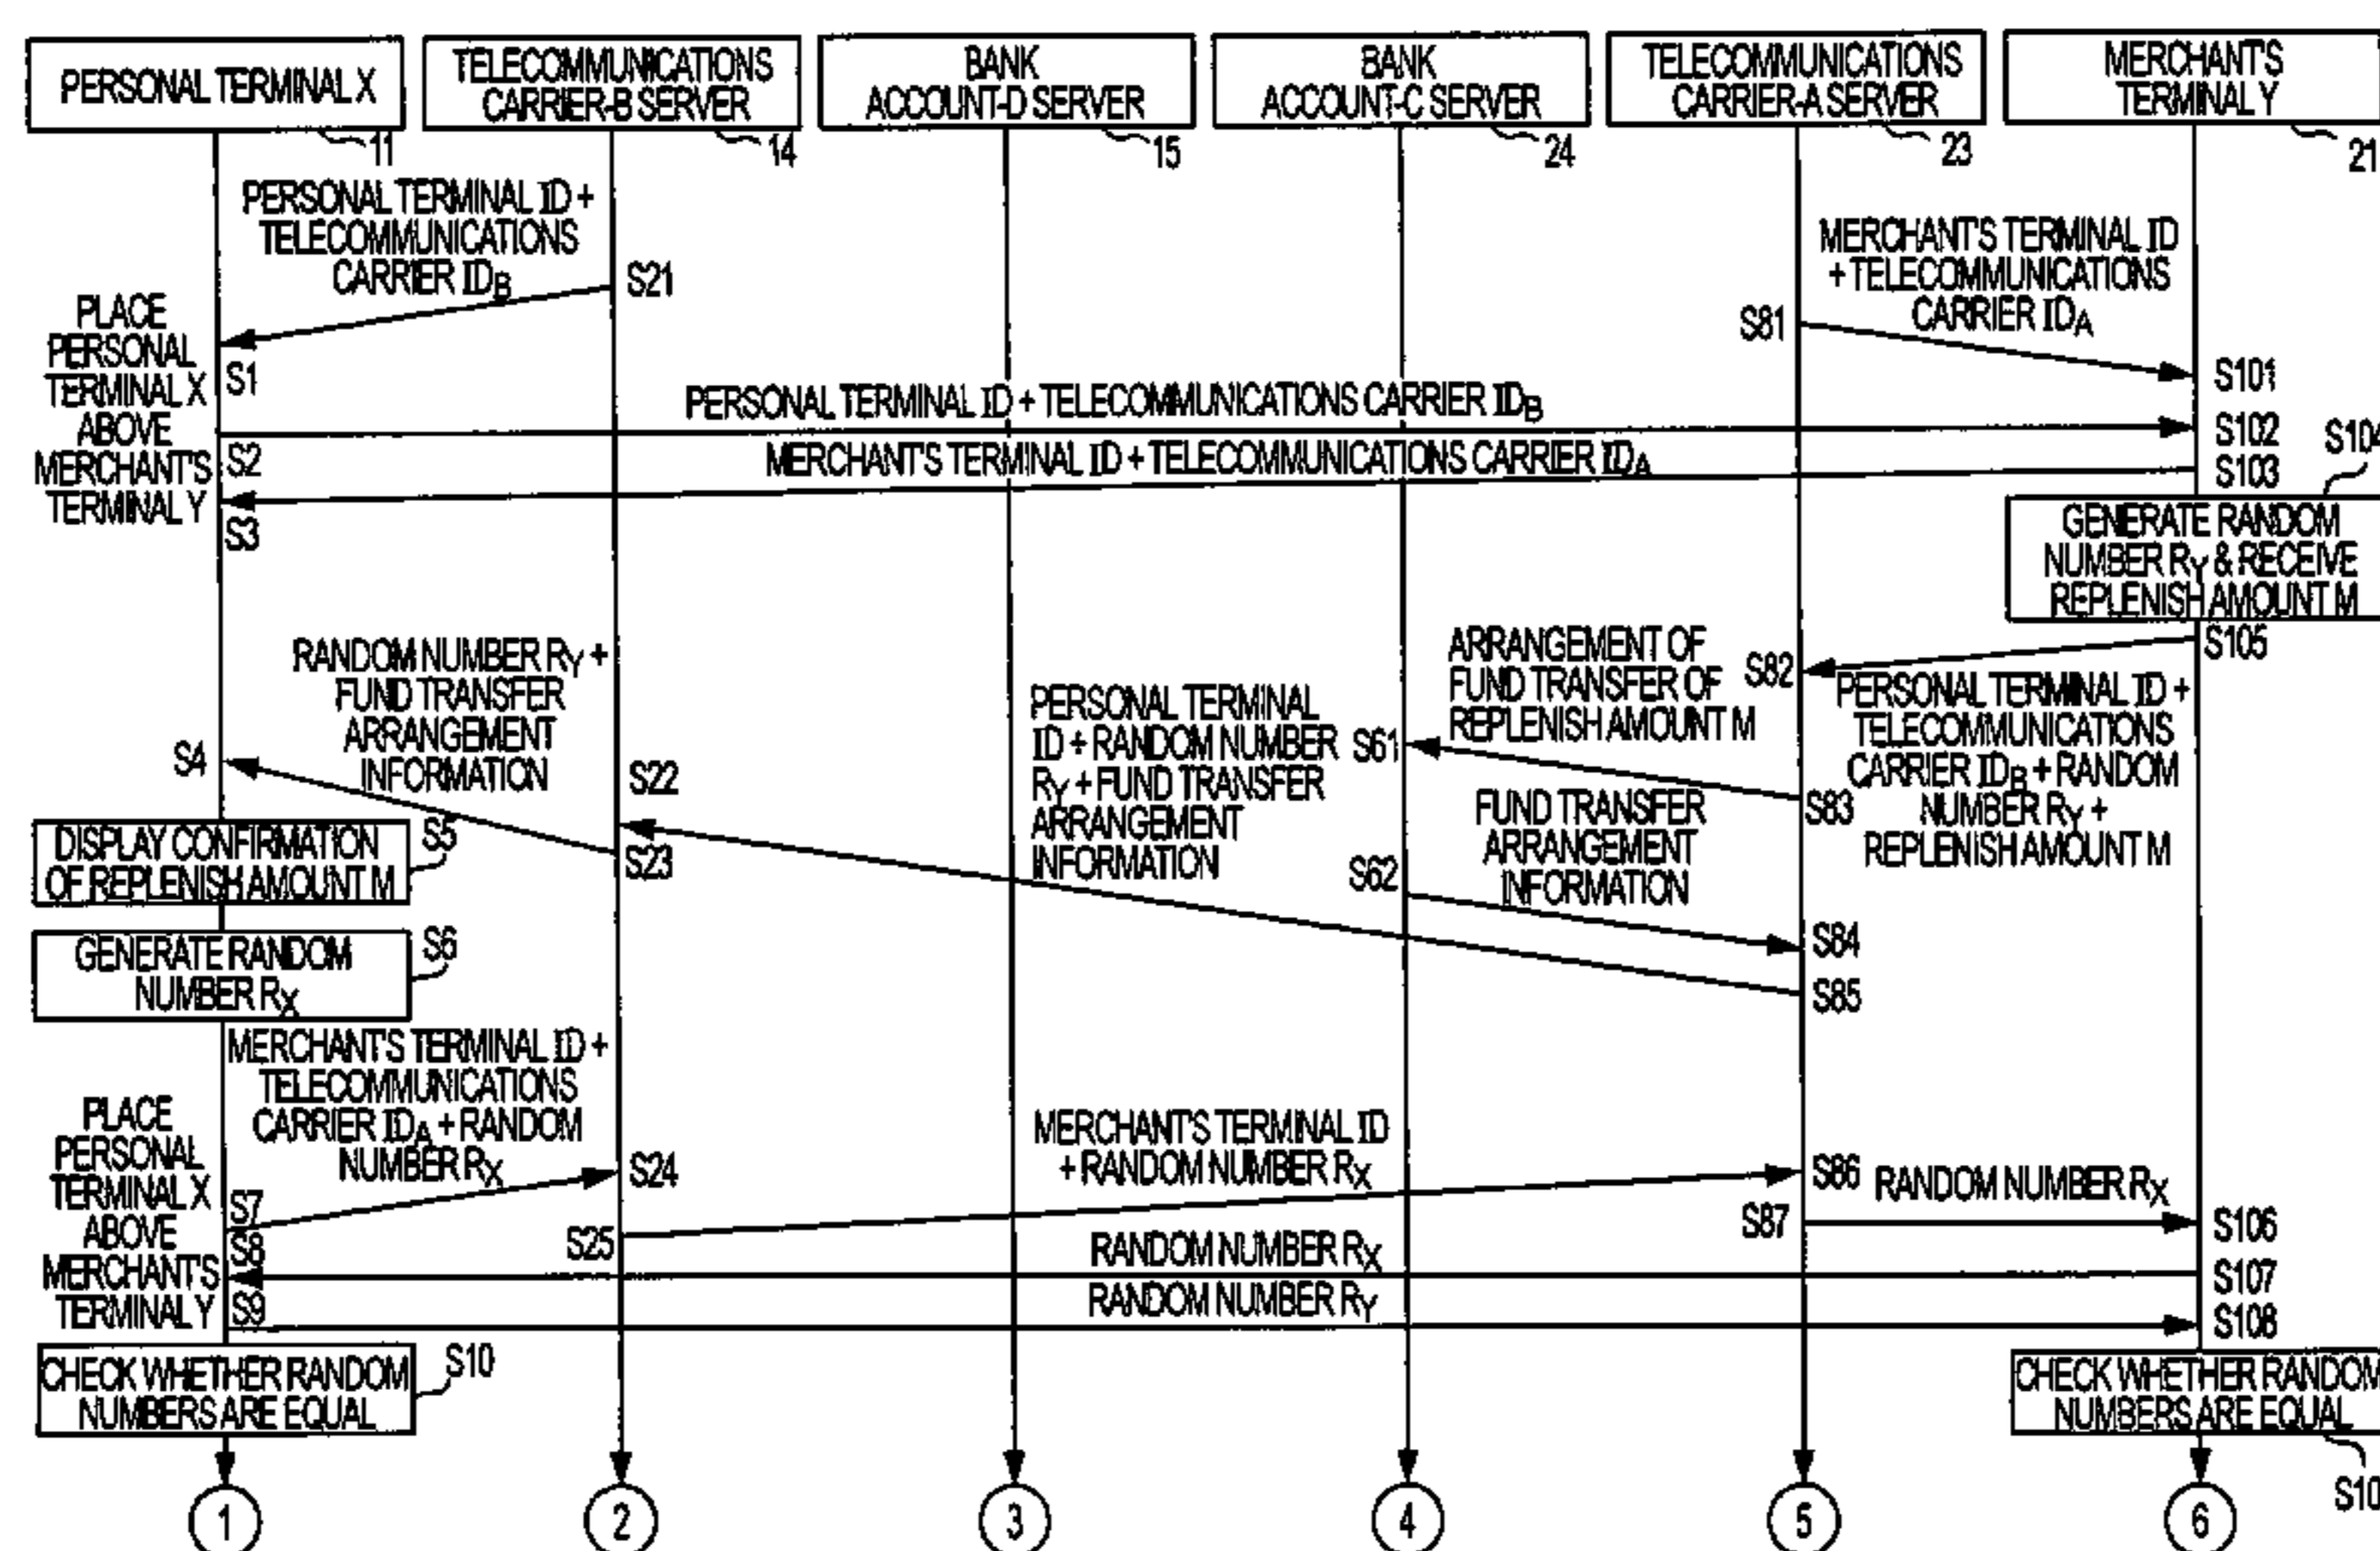 PERSONAL TERMINAL X
11
TELECOMMUNICATIONS
CARRIER-B SERVER
14
BANK
ACCOUNT-D SERVER
15
BANK
ACCOUNT-C SERVER
24
TELECOMMUNICATIONS
CARRIER-A SERVER
23
MERCHANT'S
TERMINAL Y
21
PERSONAL TERMINAL ID +
TELECOMMUNICATIONS
CARRIER IDB
S21
MERCHANT'S TERMINAL ID
+ TELECOMMUNICATIONS
CARRIER IDA
S81
S101
PLACE
PERSONAL
TERMINAL X
ABOVE
MERCHANT'S
TERMINAL Y
S1
PERSONAL TERMINAL ID + TELECOMMUNICATIONS CARRIER IDB
S102
S2
MERCHANT'S TERMINAL ID + TELECOMMUNICATIONS CARRIER IDA
S103
S104
S3
GENERATE RANDOM
NUMBER RY & RECEIVE
REPLENISH AMOUNT M
S105
S82
PERSONAL TERMINAL ID +
TELECOMMUNICATIONS
CARRIER IDB + RANDOM
NUMBER RY +
REPLENISH AMOUNT M
ARRANGEMENT OF
FUND TRANSFER OF
REPLENISH AMOUNT M
S61
S83
FUND TRANSFER
ARRANGEMENT
INFORMATION
S62
S84
S85
PERSONAL TERMINAL
ID + RANDOM NUMBER
RY + FUND TRANSFER
ARRANGEMENT
INFORMATION
S22
S23
RANDOM NUMBER RY +
FUND TRANSFER
ARRANGEMENT
INFORMATION
S4
DISPLAY CONFIRMATION
OF REPLENISH AMOUNT M
S5
GENERATE RANDOM
NUMBER RX
S6
MERCHANT'S TERMINAL ID +
TELECOMMUNICATIONS
CARRIER IDA + RANDOM
NUMBER RX
S24
PLACE
PERSONAL
TERMINAL X
ABOVE
MERCHANT'S
TERMINAL Y
S7
S8
S9
S25
MERCHANT'S TERMINAL ID
+ RANDOM NUMBER RX
S86
S87
RANDOM NUMBER RX
S106
RANDOM NUMBER RX
S107
RANDOM NUMBER RY
S108
CHECK WHETHER RANDOM
NUMBERS ARE EQUAL
S10
CHECK WHETHER RANDOM
NUMBERS ARE EQUAL
1
2
3
4
5
6